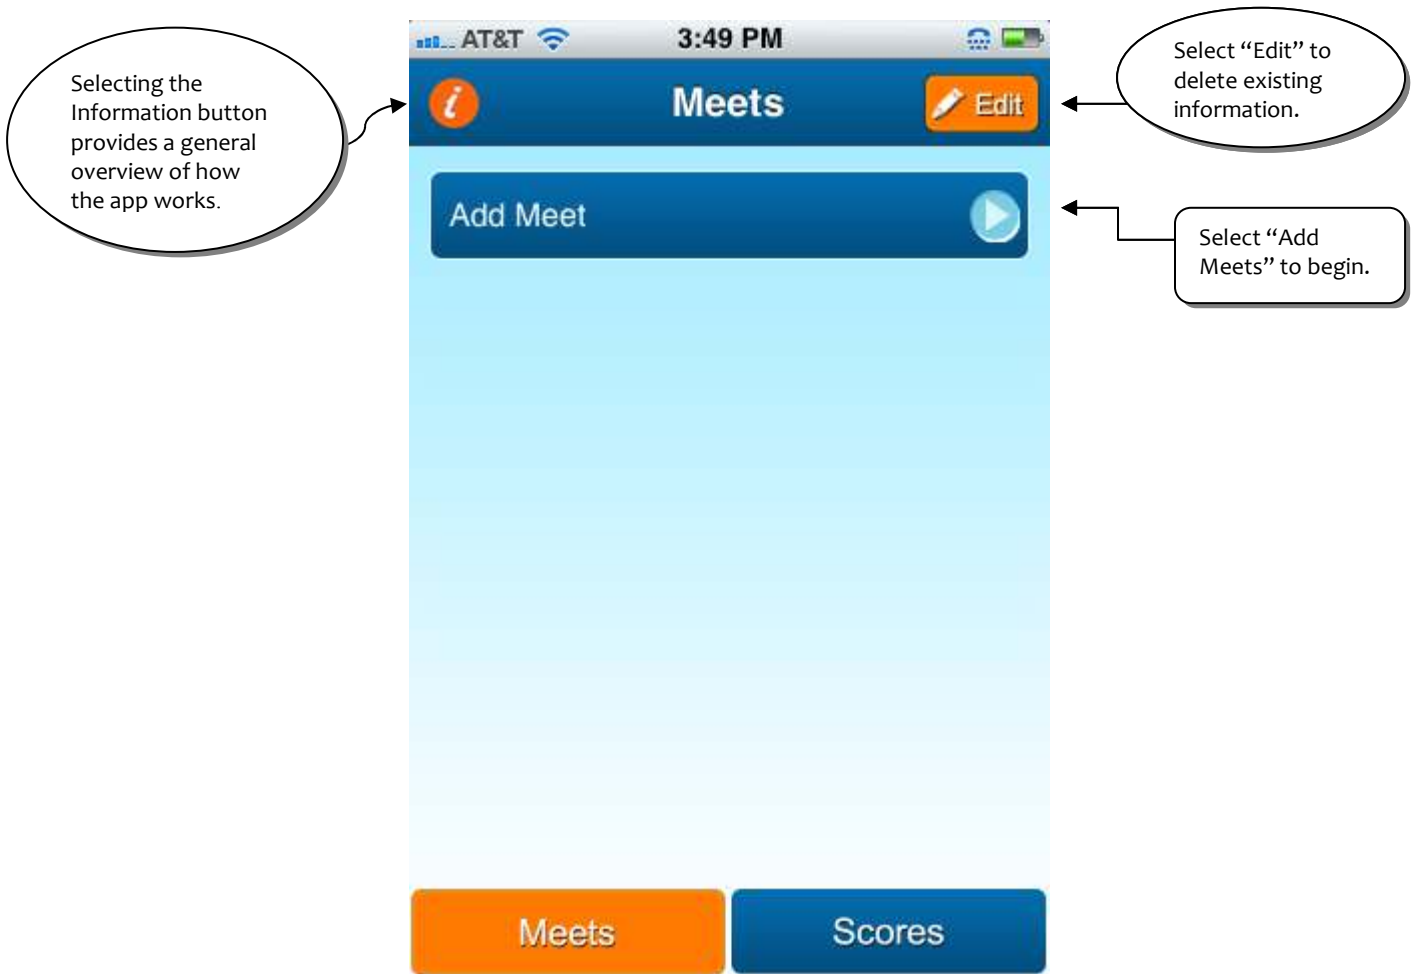 AT&T 3:49 PM
Selecting the
Information button
provides a general
overview of how
the app works.
i Meets Edit
Select “Edit” to
delete existing
information.
Add Meet
Select “Add
Meets” to begin.
Meets Scores